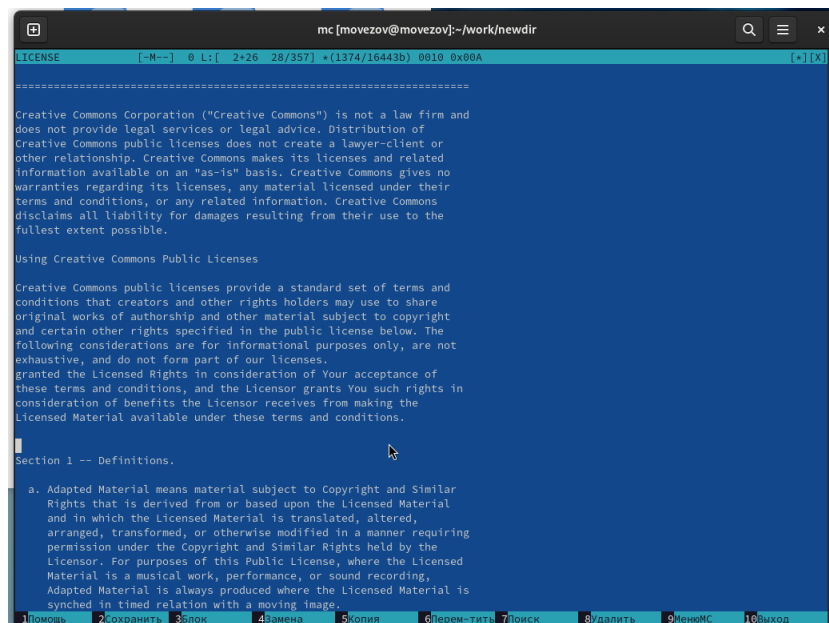 mc [movezov@movezov]:~/work/newdir
LICENSE [-M--] 0 L:[ 2+26 28/357] *(1374/16443b) 0010 0x00A [*][X]
=======================================================================
Creative Commons Corporation ("Creative Commons") is not a law firm and
does not provide legal services or legal advice. Distribution of
Creative Commons public licenses does not create a lawyer-client or
other relationship. Creative Commons makes its licenses and related
information available on an "as-is" basis. Creative Commons gives no
warranties regarding its licenses, any material licensed under their
terms and conditions, or any related information. Creative Commons
disclaims all liability for damages resulting from their use to the
fullest extent possible.
Using Creative Commons Public Licenses
Creative Commons public licenses provide a standard set of terms and
conditions that creators and other rights holders may use to share
original works of authorship and other material subject to copyright
and certain other rights specified in the public license below. The
following considerations are for informational purposes only, are not
exhaustive, and do not form part of our licenses.
granted the Licensed Rights in consideration of Your acceptance of
these terms and conditions, and the Licensor grants You such rights in
consideration of benefits the Licensor receives from making the
Licensed Material available under these terms and conditions.
Section 1 -- Definitions.
a. Adapted Material means material subject to Copyright and Similar
Rights that is derived from or based upon the Licensed Material
and in which the Licensed Material is translated, altered,
arranged, transformed, or otherwise modified in a manner requiring
permission under the Copyright and Similar Rights held by the
Licensor. For purposes of this Public License, where the Licensed
Material is a musical work, performance, or sound recording,
Adapted Material is always produced where the Licensed Material is
synched in timed relation with a moving image.
1Помощь 2Сохранить 3Блок 4Замена 5Копия 6Перем~тить 7Поиск 8Удалить 9МенюМС 10Выход